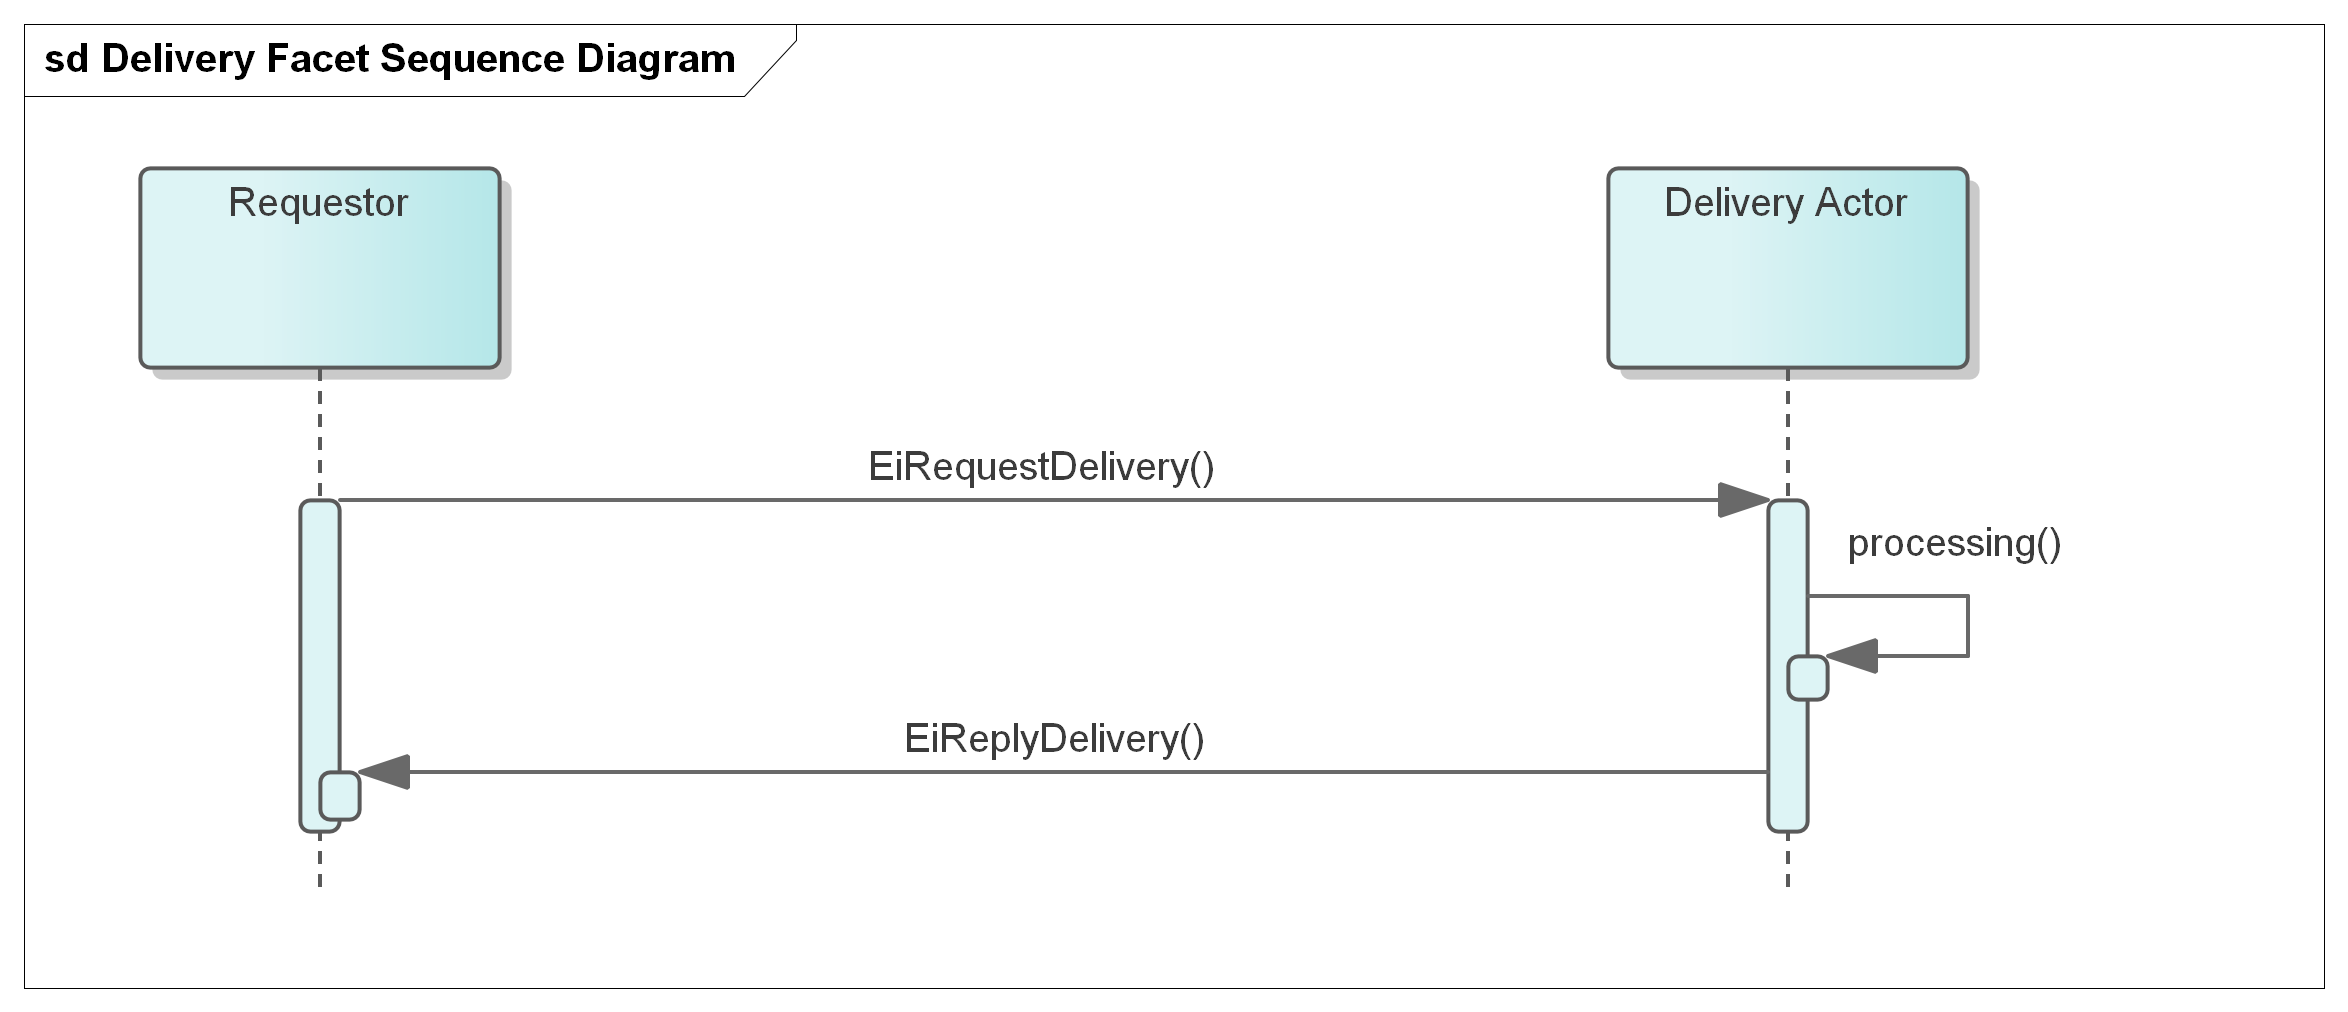 sd Delivery Facet Sequence Diagram
Requestor
Delivery Actor
EiRequestDelivery()
processing()
EiReplyDelivery()